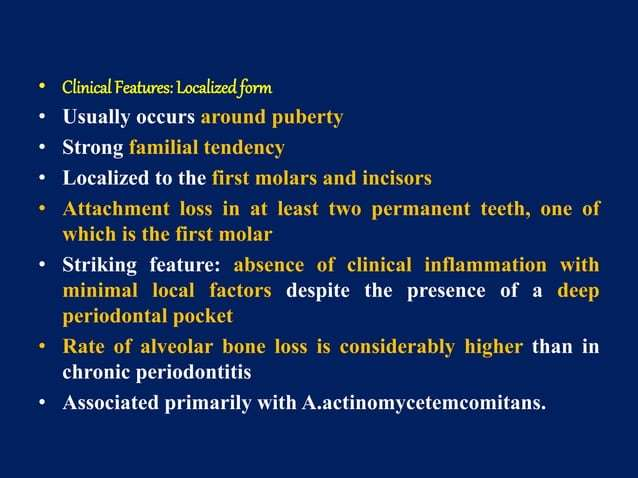 • Clinical Features: Localized form
• Usually occurs around puberty
• Strong familial tendency
• Localized to the first molars and incisors
• Attachment loss in at least two permanent teeth, one of
which is the first molar
• Striking feature: absence of clinical inflammation with
minimal local factors despite the presence of a deep
periodontal pocket
• Rate of alveolar bone loss is considerably higher than in
chronic periodontitis
• Associated primarily with A.actinomycetemcomitans.